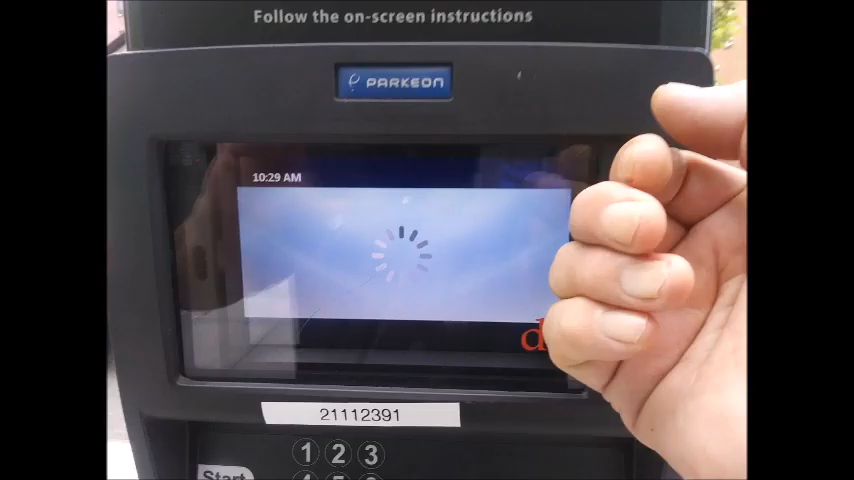 Follow the on-screen instructions
PARKEON
10:29 AM
d
21112391
1 2 3
Start